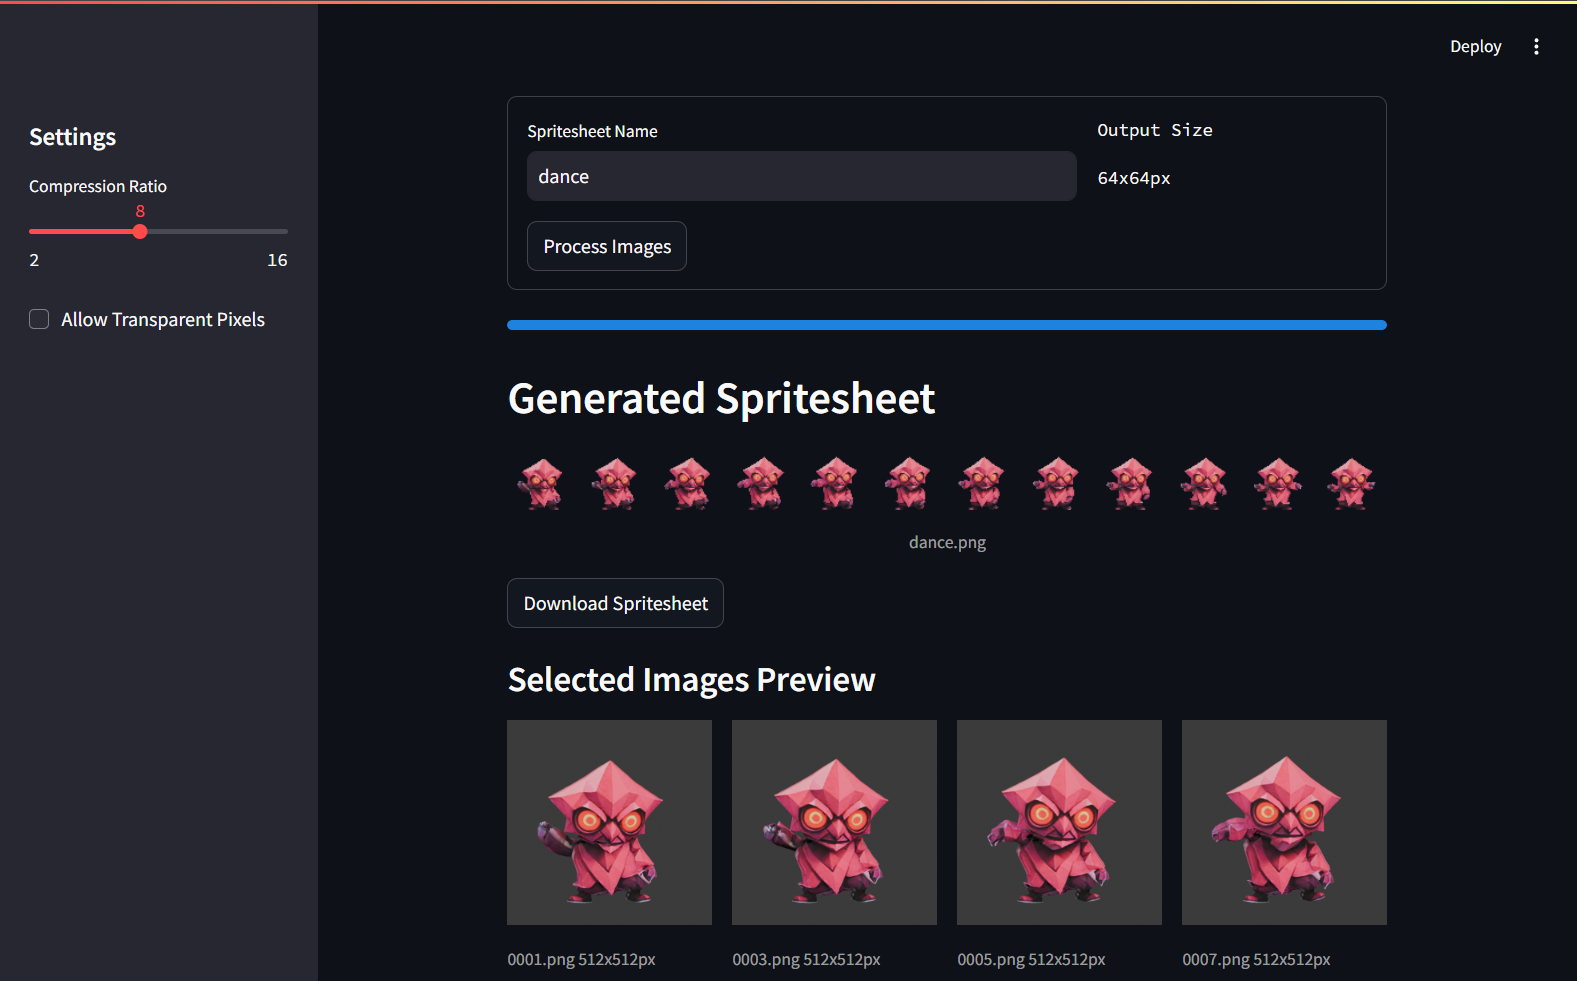 Deploy
Settings
Compression Ratio
8
2 16
Allow Transparent Pixels
Spritesheet Name
dance
Output Size
64x64px
Process Images
Generated Spritesheet
dance.png
Download Spritesheet
Selected Images Preview
0001.png 512x512px
0003.png 512x512px
0005.png 512x512px
0007.png 512x512px